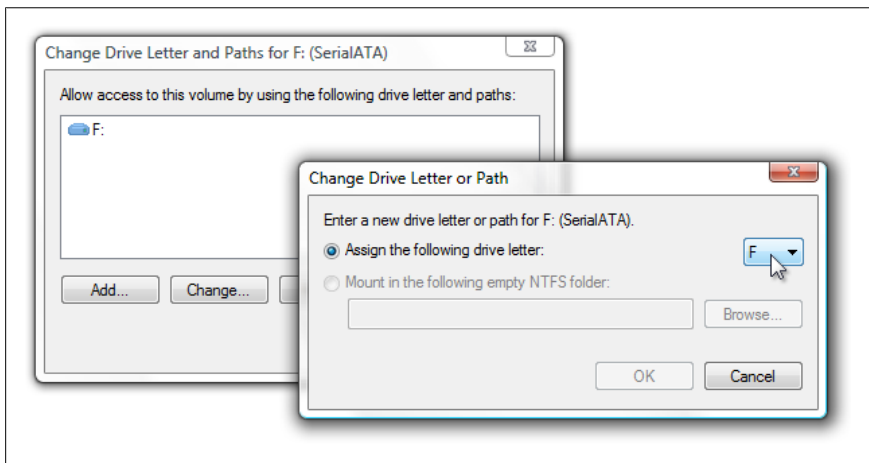 Change Drive Letter and Paths for F: (SerialATA)
Allow access to this volume by using the following drive letter and paths:
F:
Add...
Change...
Change Drive Letter or Path
Enter a new drive letter or path for F: (SerialATA).
Assign the following drive letter:
F
Mount in the following empty NTFS folder:
Browse...
OK
Cancel